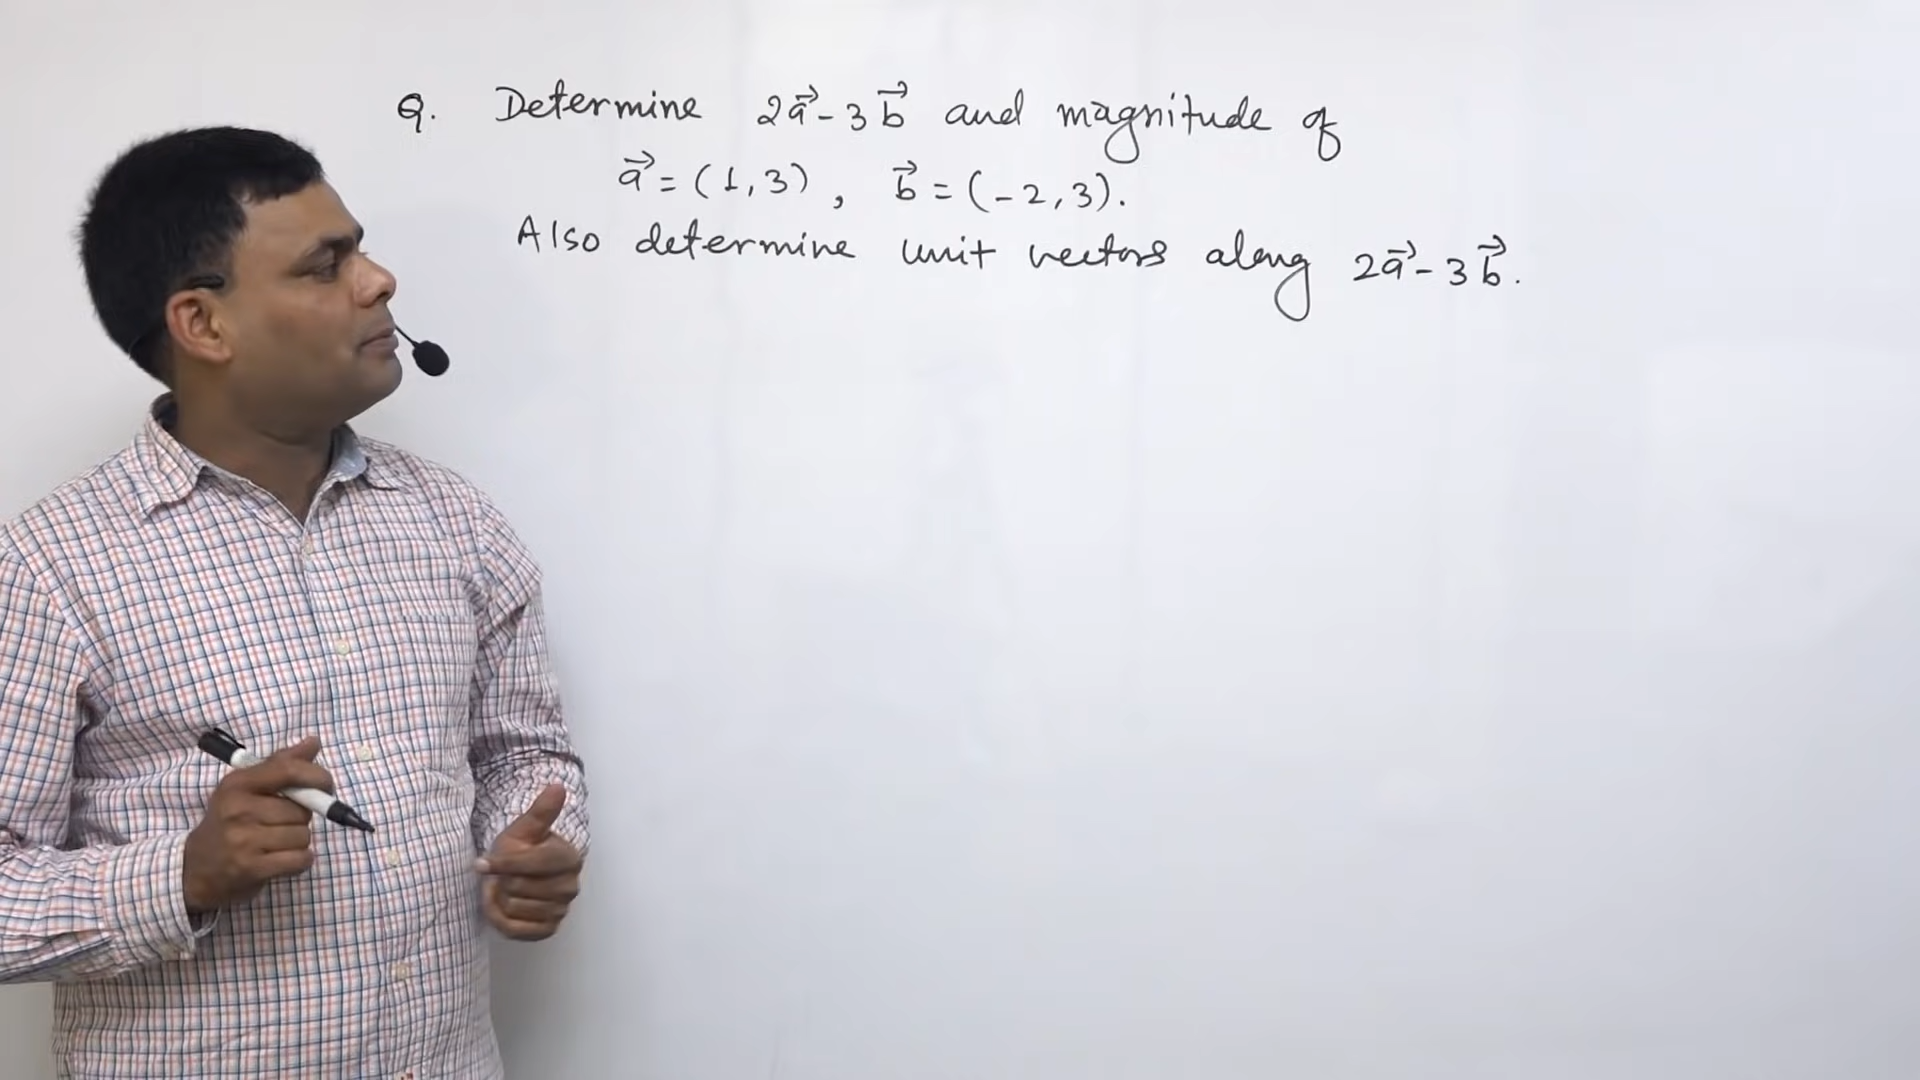 Q. Determine 2a⃗ - 3b⃗ and magnitude of
a⃗ = (1, 3) , b⃗ = (-2, 3).
Also determine unit vectors along 2a⃗ - 3b⃗.